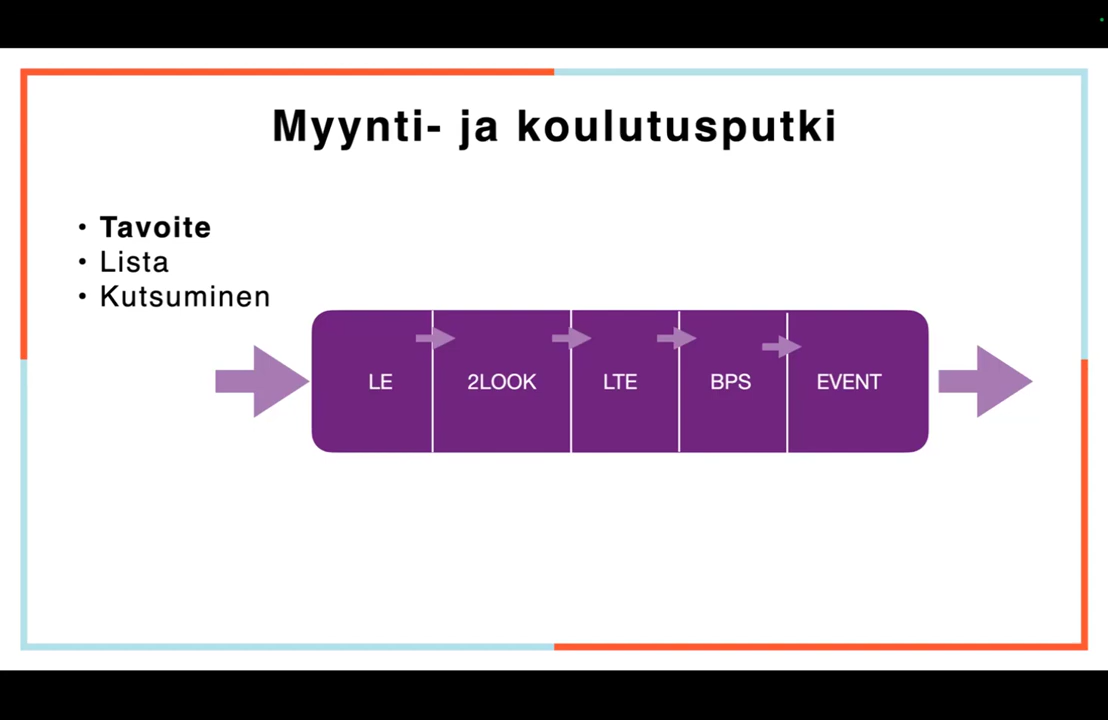 Myynti- ja koulutusputki
• Tavoite
• Lista
• Kutsuminen
LE 2LOOK LTE BPS EVENT